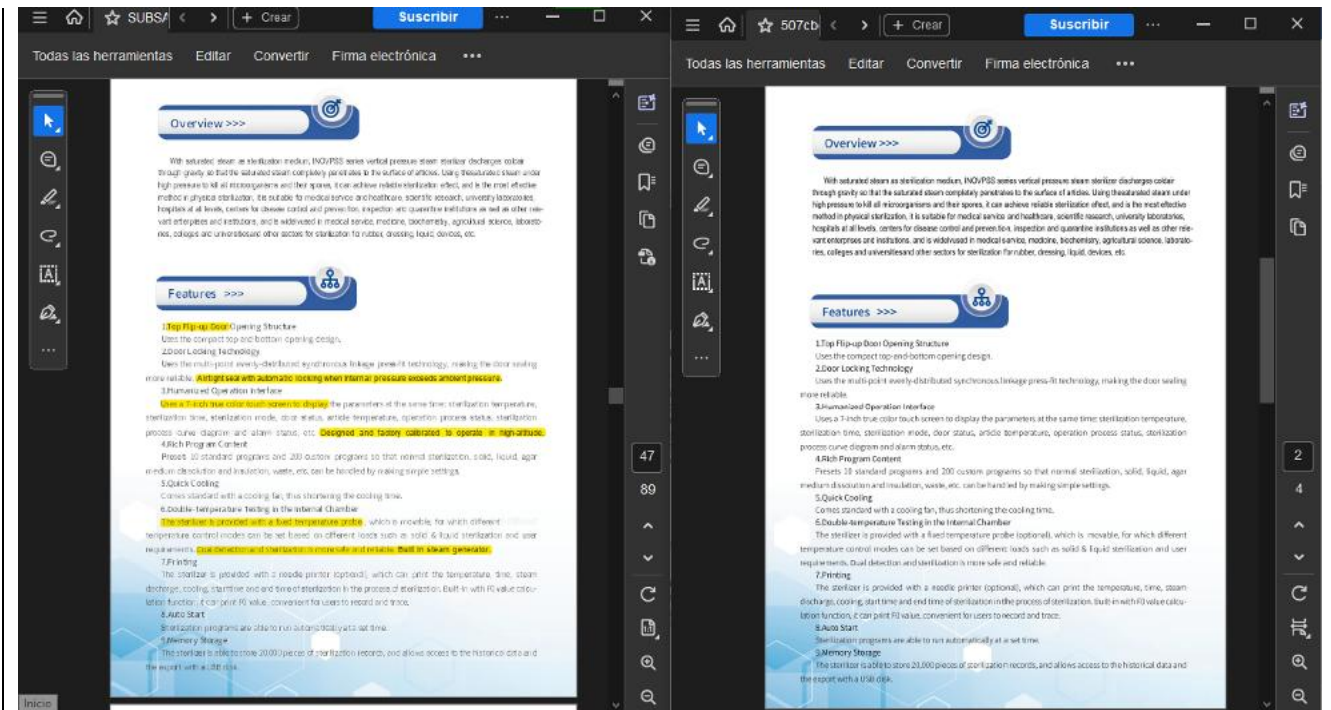 SUBSA
+ Crear
Suscribir
Todas las herramientas Editar Convertir Firma electrónica
Overview >>>
With saturated steam as sterilization medium, INOVPSS series vertical pressure steam sterilizer discharges coldair
through gravity so that the saturated steam completely penetrates to the surface of articles. Using thesaturated steam under
high pressure to kill all microorganisms and their spores, it can achieve reliable sterilization effect, and is the most effective
method in physical sterilization, it is suitable for medical service and healthcare, scientific research, university laboratories,
hospitals at all levels, centers for disease control and prevention, inspection and quarantine institutions as well as other rele-
vant enterprises and institutions, and is widelyused in medical service, medicine, biochemistry, agricultural science, laborato-
ries, colleges and universitiesand other sectors for sterilization for rubber, dressing, liquid, devices, etc.
Features >>>
1.Top Flip-up Door Opening Structure
Uses the compact top-and-bottom opening design.
2.Door Locking Technology
Uses the multi-point evenly-distributed synchronous linkage press-fit technology, making the door sealing
more reliable. Airtight seal with automatic locking when internal pressure exceeds ambient pressure.
3.Humanized Operation Interface
Uses a 7-inch true color touch screen to display the parameters at the same time: sterilization temperature,
sterilization time, sterilization mode, door status, article temperature, operation process status, sterilization
process curve diagram and alarm status, etc. Designed and factory calibrated to operate in high-altitude.
4.Rich Program Content
Presets 10 standard programs and 200 custom programs so that normal sterilization, solid, liquid, agar
medium dissolution and insulation, waste, etc. can be handled by making simple settings.
5.Quick Cooling
Comes standard with a cooling fan, thus shortening the cooling time.
6.Double-temperature Testing in the Internal Chamber
The sterilizer is provided with a fixed temperature probe , which is movable, for which different
temperature control modes can be set based on different loads such as solid & liquid sterilization and user
requirements. Dual detection and sterilization is more safe and reliable. Built in steam generator.
7.Printing
The sterilizer is provided with a needle printer (optional), which can print the temperature, time, steam
discharge, cooling, start time and end time of sterilization in the process of sterilization. Built-in with F0 value calcu-
lation function, it can print F0 value, convenient for users to record and trace.
8.Auto Start
Sterilization programs are able to run automatically at a set time.
9.Memory Storage
The sterilizer is able to store 20,000 pieces of sterilization records, and allows access to the historical data and
the export with a USB disk.
47
89
Inicio
507cb
+ Crear
Suscribir
Todas las herramientas Editar Convertir Firma electrónica
Overview >>>
With saturated steam as sterilization medium, INOVPSS series vertical pressure steam sterilizer discharges coldair
through gravity so that the saturated steam completely penetrates to the surface of articles. Using thesaturated steam under
high pressure to kill all microorganisms and their spores, it can achieve reliable sterilization effect, and is the most effective
method in physical sterilization, it is suitable for medical service and healthcare, scientific research, university laboratories,
hospitals at all levels, centers for disease control and prevention, inspection and quarantine institutions as well as other rele-
vant enterprises and institutions, and is widelyused in medical service, medicine, biochemistry, agricultural science, laborato-
ries, colleges and universitiesand other sectors for sterilization for rubber, dressing, liquid, devices, etc.
Features >>>
1.Top Flip-up Door Opening Structure
Uses the compact top-and-bottom opening design.
2.Door Locking Technology
Uses the multi-point evenly-distributed synchronous linkage press-fit technology, making the door sealing
more reliable.
3.Humanized Operation Interface
Uses a 7-inch true color touch screen to display the parameters at the same time: sterilization temperature,
sterilization time, sterilization mode, door status, article temperature, operation process status, sterilization
process curve diagram and alarm status, etc.
4.Rich Program Content
Presets 10 standard programs and 200 custom programs so that normal sterilization, solid, liquid, agar
medium dissolution and insulation, waste, etc. can be handled by making simple settings.
5.Quick Cooling
Comes standard with a cooling fan, thus shortening the cooling time.
6.Double-temperature Testing in the Internal Chamber
The sterilizer is provided with a fixed temperature probe (optional), which is movable, for which different
temperature control modes can be set based on different loads such as solid & liquid sterilization and user
requirements. Dual detection and sterilization is more safe and reliable.
7.Printing
The sterilizer is provided with a needle printer (optional), which can print the temperature, time, steam
discharge, cooling, start time and end time of sterilization in the process of sterilization. Built-in with F0 value calcu-
lation function, it can print F0 value, convenient for users to record and trace.
8.Auto Start
Sterilization programs are able to run automatically at a set time.
9.Memory Storage
The sterilizer is able to store 20,000 pieces of sterilization records, and allows access to the historical data and
the export with a USB disk.
2
4